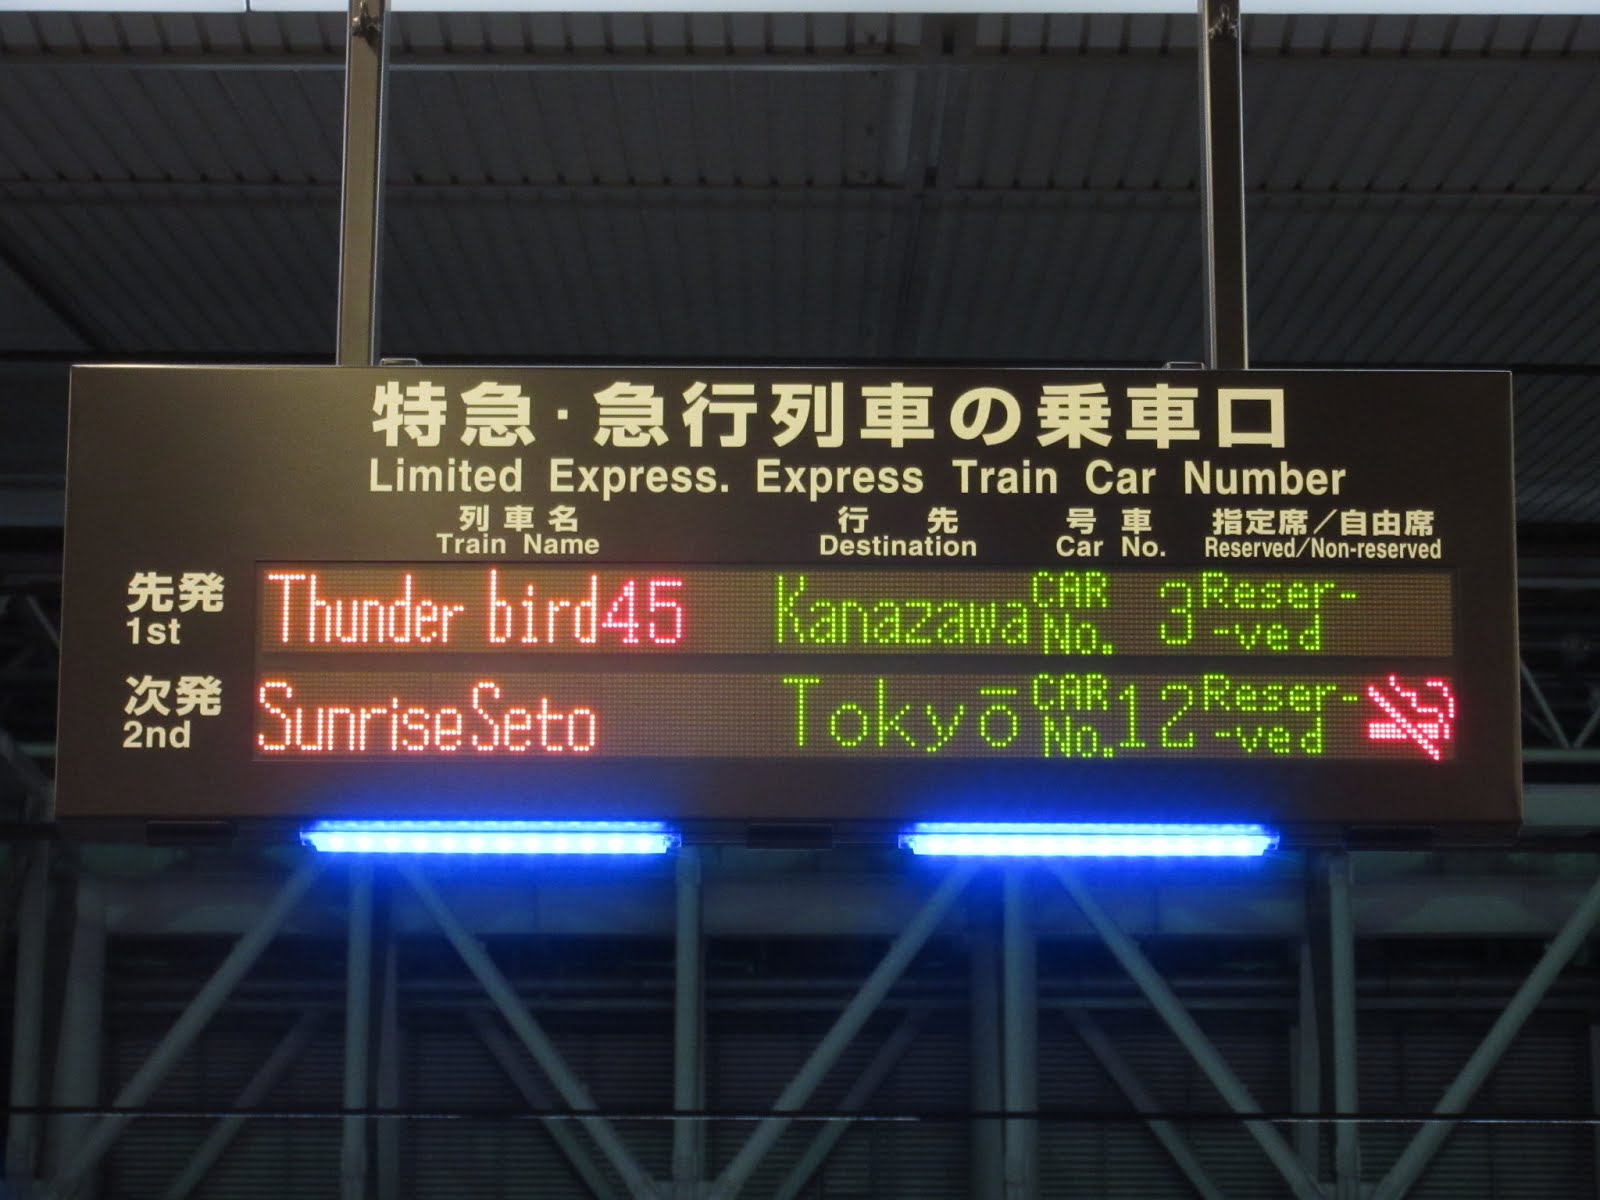 特急・急行列車の乗車口
Limited Express. Express Train Car Number
列車名 行先 号車 指定席／自由席
Train Name Destination Car No. Reserved/Non-reserved
先発 1st Thunder bird45 Kanazawa CAR No. 3 Reser-ved
次発 2nd SunriseSeto Tokyō CAR No. 12 Reser-ved